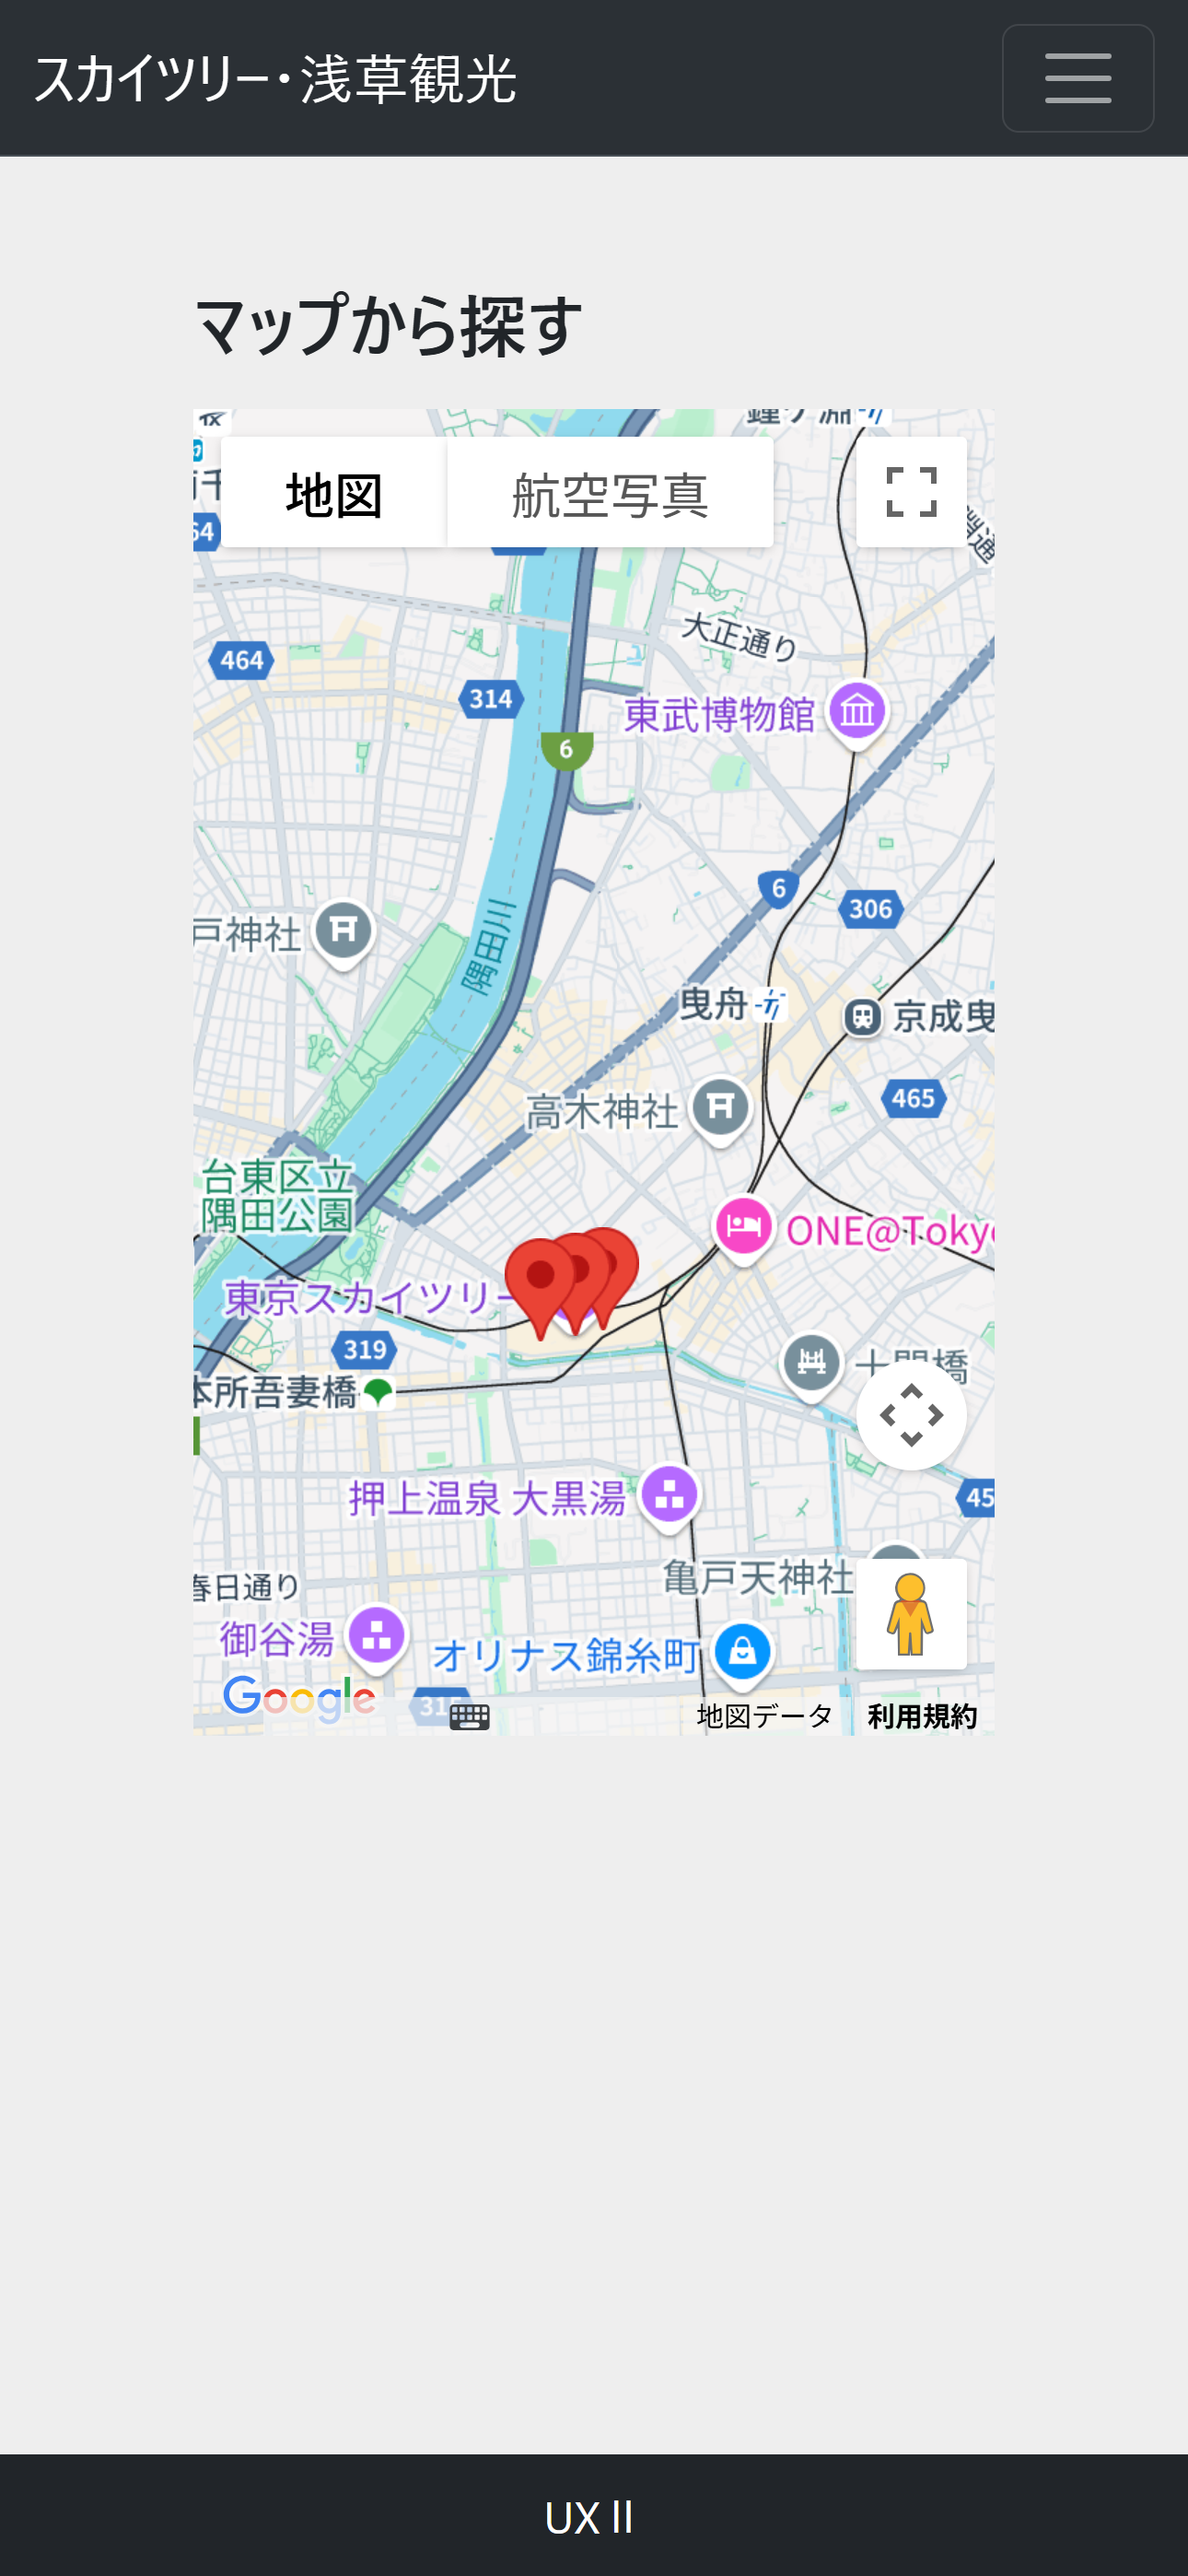 スカイツリー・浅草観光
マップから探す
地図
航空写真
大正通り
464
314
東武博物館
6
6
306
戸神社
隅田川
曳舟
京成曳
465
高木神社
台東区立
隅田公園
ONE@Tokyo
東京スカイツリー
319
本所吾妻橋
十間橋
押上温泉 大黒湯
45
亀戸天神社
春日通り
御谷湯
オリナス錦糸町
Google
315
地図データ
利用規約
UX II